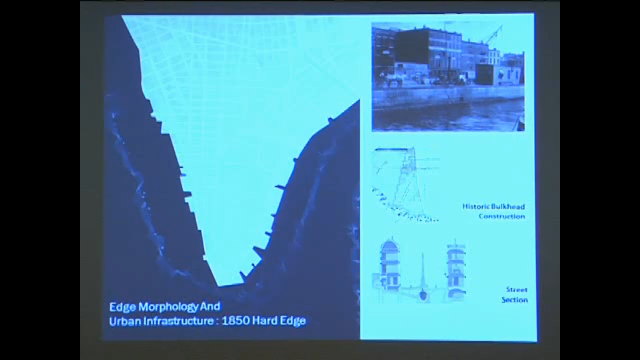 Historic Bulkhead
Construction
Street
Section
Edge Morphology And
Urban Infrastructure : 1850 Hard Edge